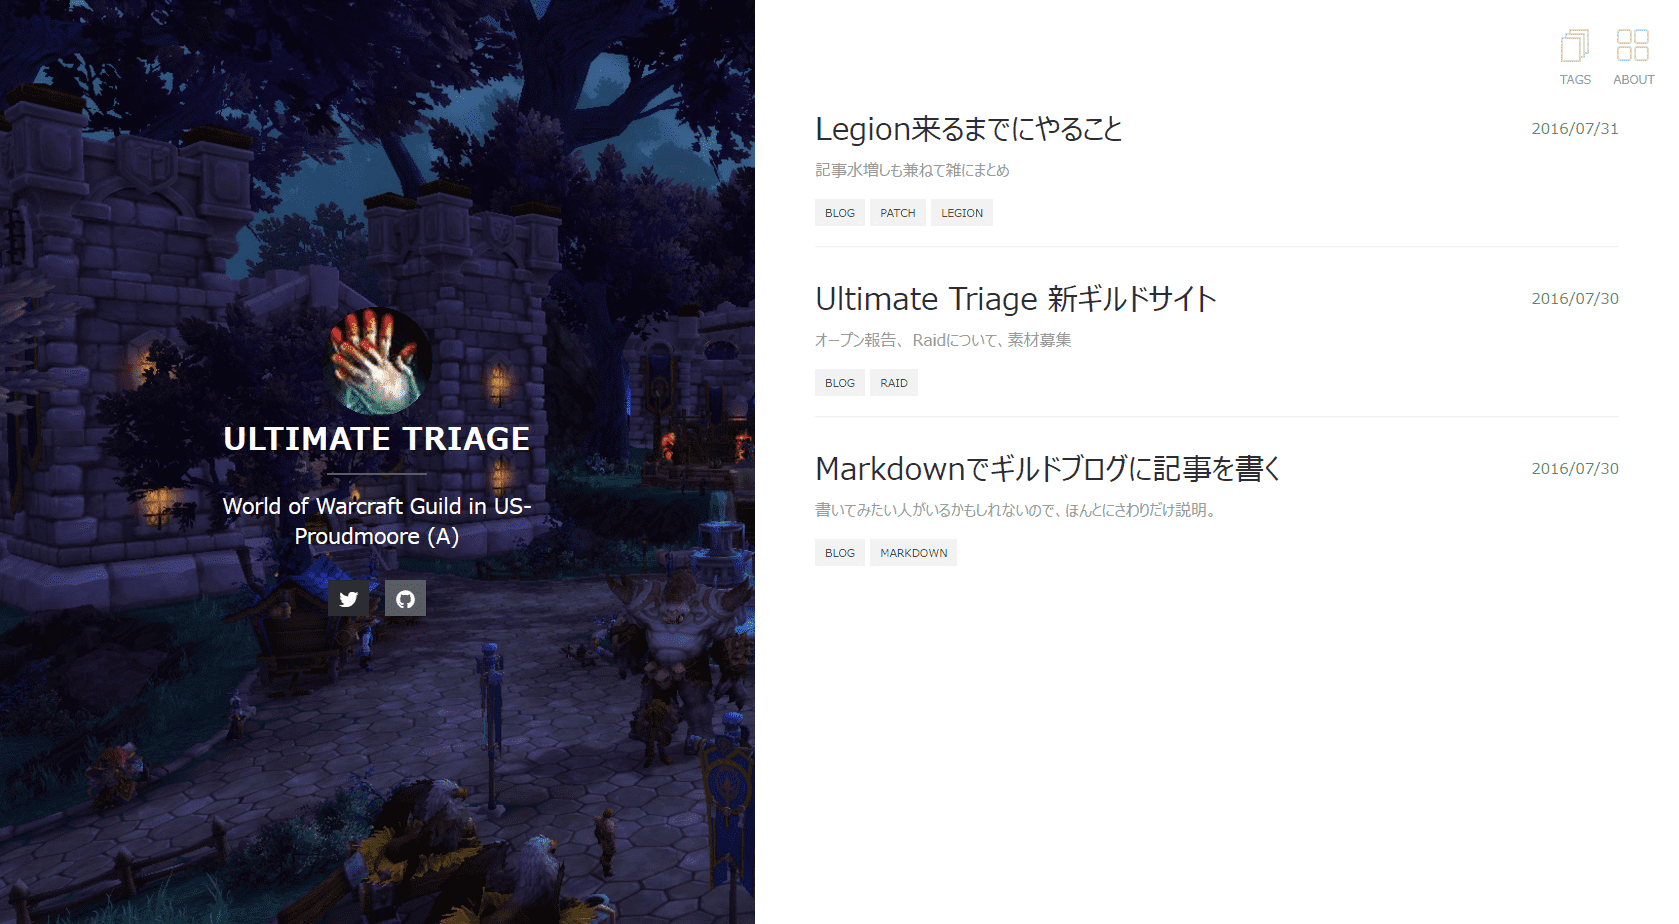 ULTIMATE TRIAGE
World of Warcraft Guild in US-
Proudmoore (A)
TAGS
ABOUT
Legion来るまでにやること
2016/07/31
記事水増しも兼ねて雑にまとめ
BLOG
PATCH
LEGION
Ultimate Triage 新ギルドサイト
2016/07/30
オープン報告、Raidについて、素材募集
BLOG
RAID
Markdownでギルドブログに記事を書く
2016/07/30
書いてみたい人がいるかもしれないので、ほんとにさわりだけ説明。
BLOG
MARKDOWN